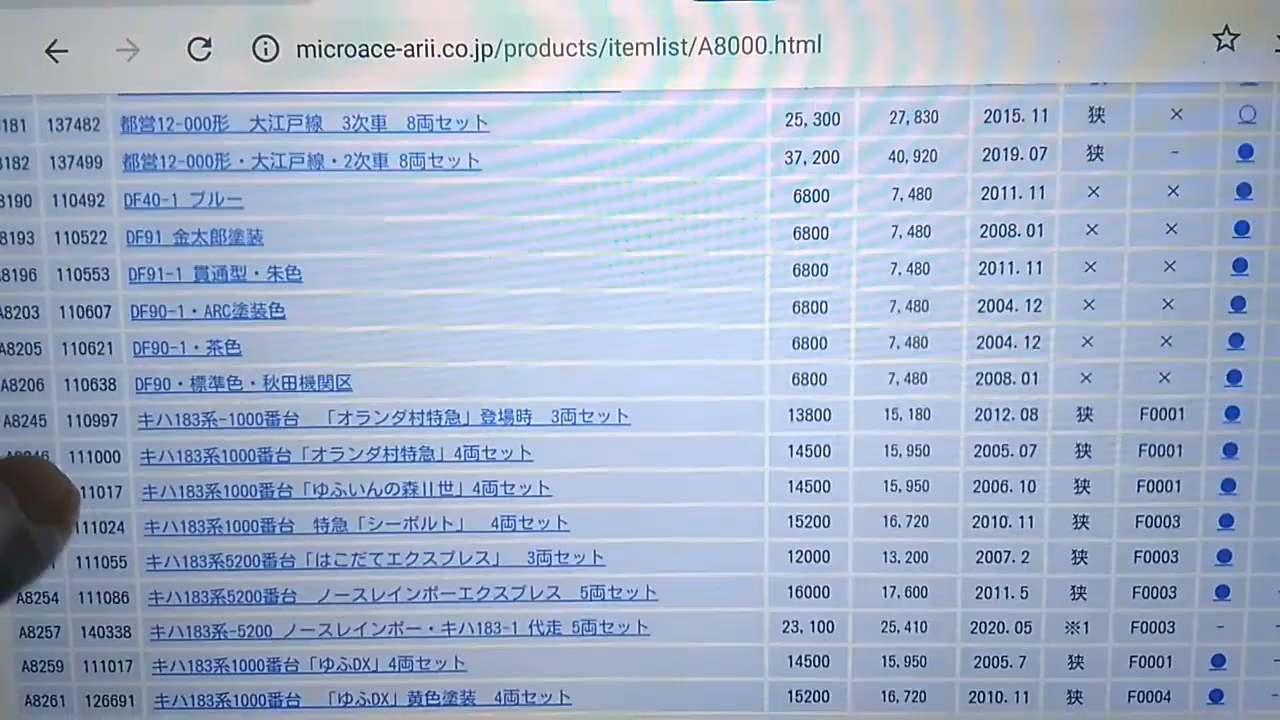 microace-arii.co.jp/products/itemlist/A8000.html
181 137482 都営12-000形 大江戸線 3次車 8両セット 25,300 27,830 2015.11 狭 × ○
182 137499 都営12-000形・大江戸線・2次車 8両セット 37,200 40,920 2019.07 狭 - ●
8190 110492 DF40-1 ブルー 6800 7,480 2011.11 × × ●
8193 110522 DF91 金太郎塗装 6800 7,480 2008.01 × × ●
A8196 110553 DF91-1 貫通型・朱色 6800 7,480 2011.11 × × ●
A8203 110607 DF90-1・ARC塗装色 6800 7,480 2004.12 × × ●
A8205 110621 DF90-1・茶色 6800 7,480 2004.12 × × ●
A8206 110638 DF90・標準色・秋田機関区 6800 7,480 2008.01 × × ●
A8245 110997 キハ183系-1000番台 「オランダ村特急」登場時 3両セット 13800 15,180 2012.08 狭 F0001 ●
111000 キハ183系1000番台「オランダ村特急」4両セット 14500 15,950 2005.07 狭 F0001 ●
11017 キハ183系1000番台「ゆふいんの森II世」4両セット 14500 15,950 2006.10 狭 F0001 ●
111024 キハ183系1000番台 特急「シーボルト」 4両セット 15200 16,720 2010.11 狭 F0003 ●
111055 キハ183系5200番台「はこだてエクスプレス」 3両セット 12000 13,200 2007.2 狭 F0003 ●
A8254 111086 キハ183系5200番台 ノースレインボーエクスプレス 5両セット 16000 17,600 2011.5 狭 F0003 ●
A8257 140338 キハ183系-5200 ノースレインボー・キハ183-1 代走 5両セット 23,100 25,410 2020.05 ※1 F0003 -
A8259 111017 キハ183系1000番台「ゆふDX」4両セット 14500 15,950 2005.7 狭 F0001 ●
A8261 126691 キハ183系1000番台 「ゆふDX」黄色塗装 4両セット 15200 16,720 2010.11 狭 F0004 ●